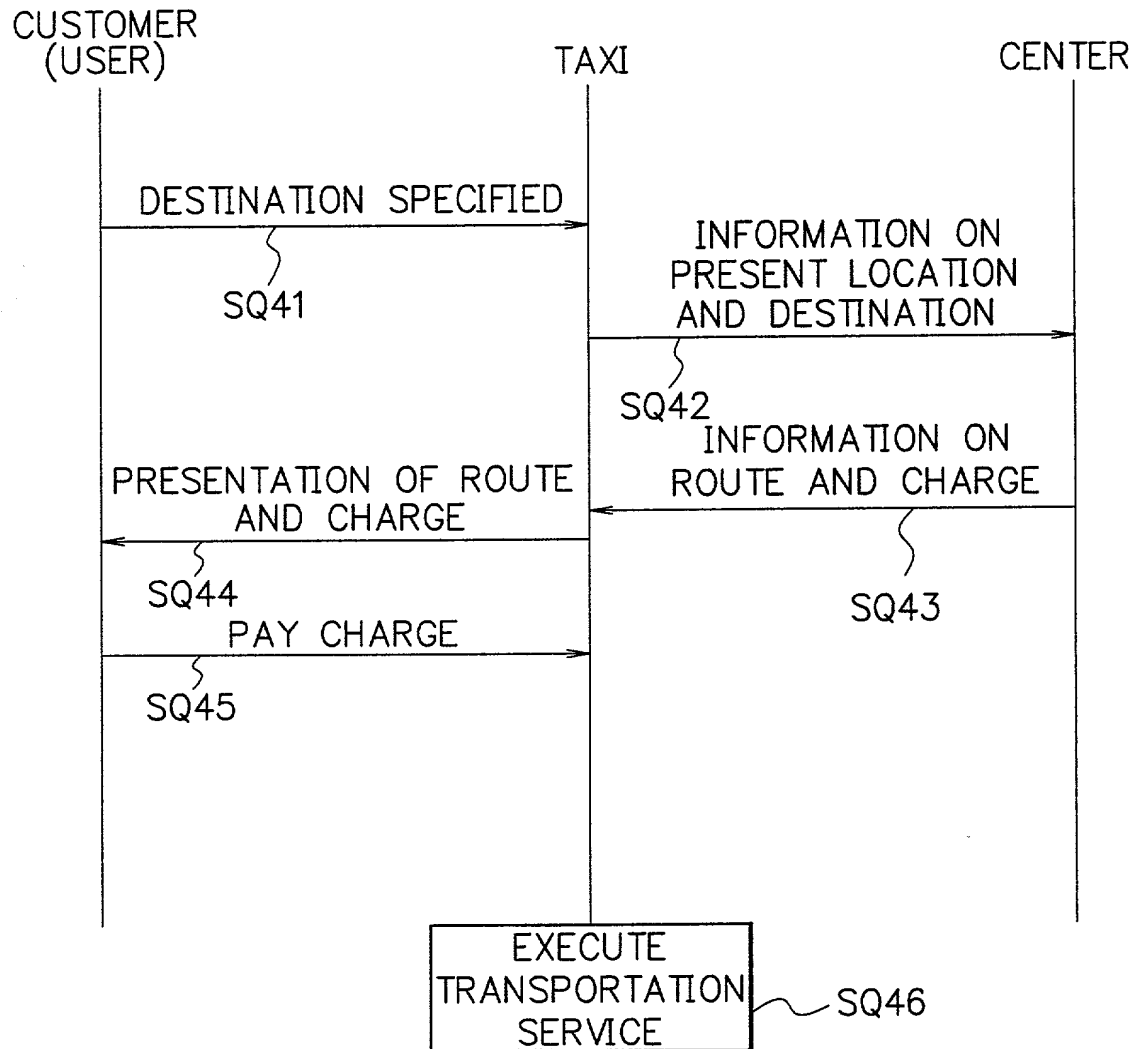 CUSTOMER
(USER)
TAXI
CENTER
DESTINATION SPECIFIED
SQ41
INFORMATION ON
PRESENT LOCATION
AND DESTINATION
SQ42
INFORMATION ON
ROUTE AND CHARGE
SQ43
PRESENTATION OF ROUTE
AND CHARGE
SQ44
PAY CHARGE
SQ45
EXECUTE
TRANSPORTATION
SERVICE
SQ46